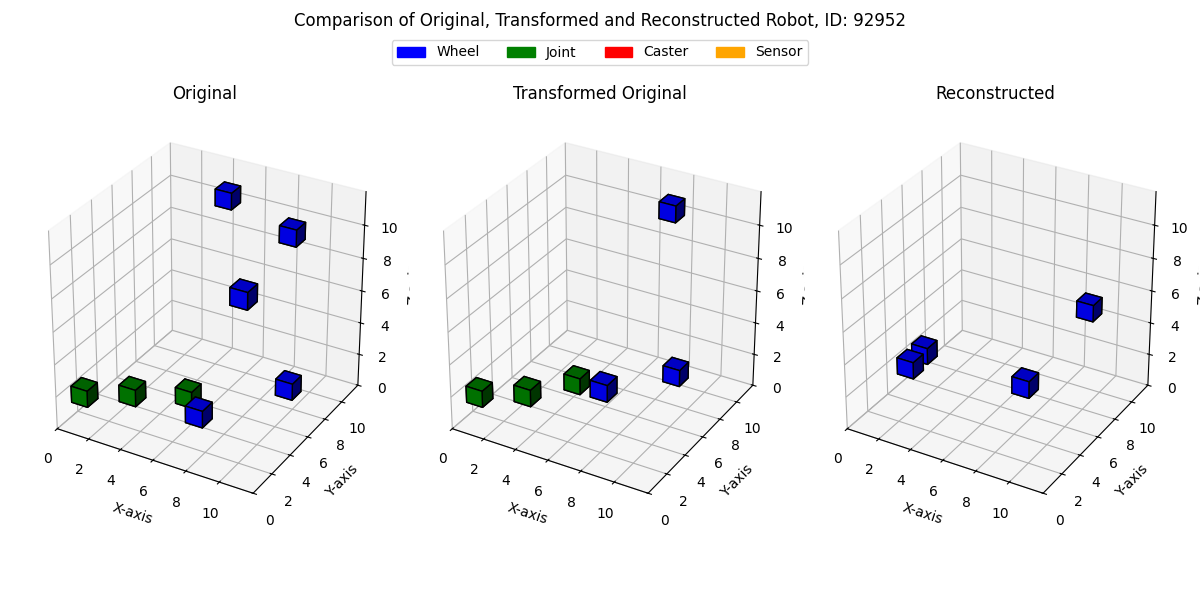 Comparison of Original, Transformed and Reconstructed Robot, ID: 92952
Wheel Joint Caster Sensor
Original
Transformed Original
Reconstructed
0 2 4 6 8 10
X-axis
0 2 4 6 8 10
Y-axis
0 2 4 6 8 10
0 2 4 6 8 10
X-axis
0 2 4 6 8 10
Y-axis
0 2 4 6 8 10
0 2 4 6 8 10
X-axis
0 2 4 6 8 10
Y-axis
0 2 4 6 8 10